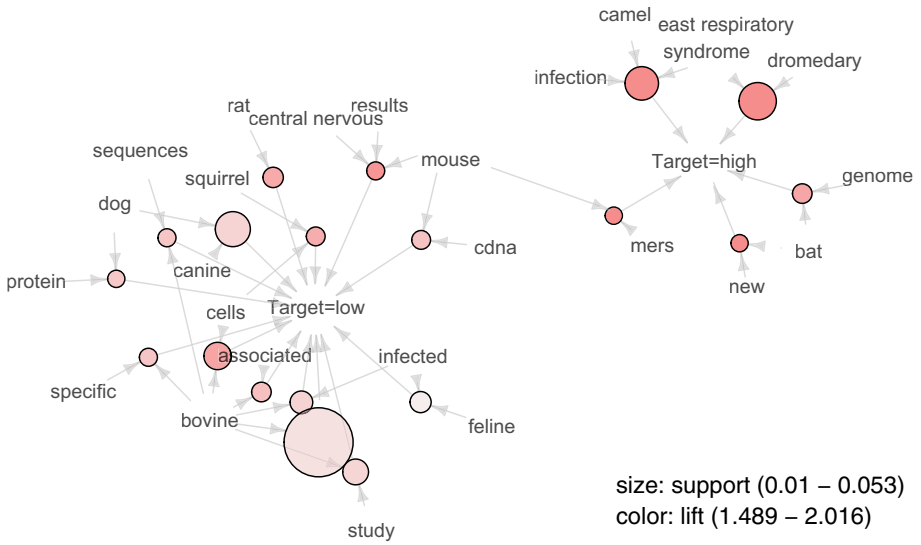 camel
east respiratory
syndrome
dromedary
infection
rat
results
central nervous
sequences
mouse
Target=high
squirrel
genome
dog
canine
cdna
mers
bat
protein
new
cells
Target=low
associated
infected
specific
bovine
feline
study
size: support (0.01 − 0.053)
color: lift (1.489 − 2.016)